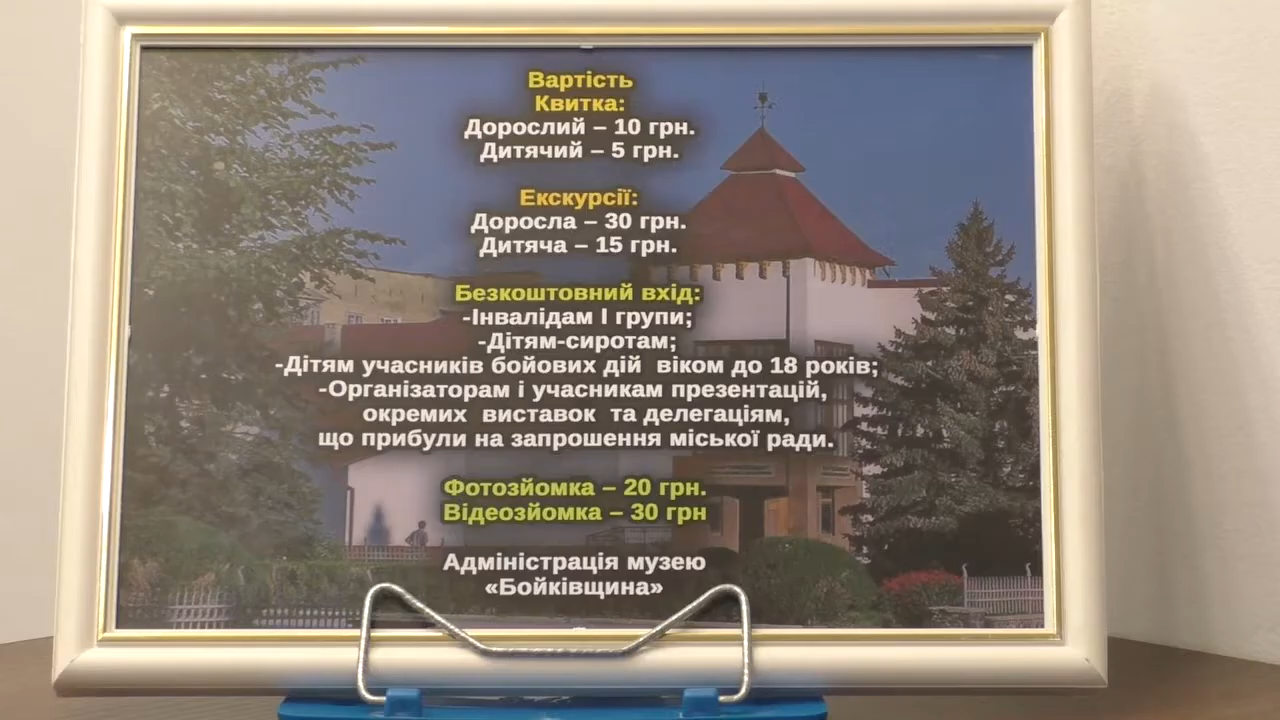 Вартість
Квитка:
Дорослий – 10 грн.
Дитячий – 5 грн.
Екскурсії:
Доросла – 30 грн.
Дитяча – 15 грн.
Безкоштовний вхід:
-Інвалідам І групи;
-Дітям-сиротам;
-Дітям учасників бойових дій  віком до 18 років;
-Організаторам і учасникам презентацій,
окремих  виставок  та делегаціям,
що прибули на запрошення міської ради.
Фотозйомка – 20 грн.
Відеозйомка – 30 грн
Адміністрація музею
«Бойківщина»